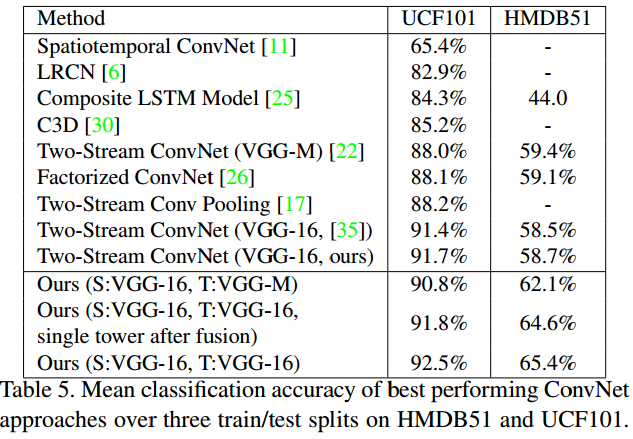 Method UCF101 HMDB51
Spatiotemporal ConvNet [11] 65.4% -
LRCN [6] 82.9% -
Composite LSTM Model [25] 84.3% 44.0
C3D [30] 85.2% -
Two-Stream ConvNet (VGG-M) [22] 88.0% 59.4%
Factorized ConvNet [26] 88.1% 59.1%
Two-Stream Conv Pooling [17] 88.2% -
Two-Stream ConvNet (VGG-16, [35]) 91.4% 58.5%
Two-Stream ConvNet (VGG-16, ours) 91.7% 58.7%
Ours (S:VGG-16, T:VGG-M) 90.8% 62.1%
Ours (S:VGG-16, T:VGG-16,
single tower after fusion) 91.8% 64.6%
Ours (S:VGG-16, T:VGG-16) 92.5% 65.4%
Table 5. Mean classification accuracy of best performing ConvNet
approaches over three train/test splits on HMDB51 and UCF101.